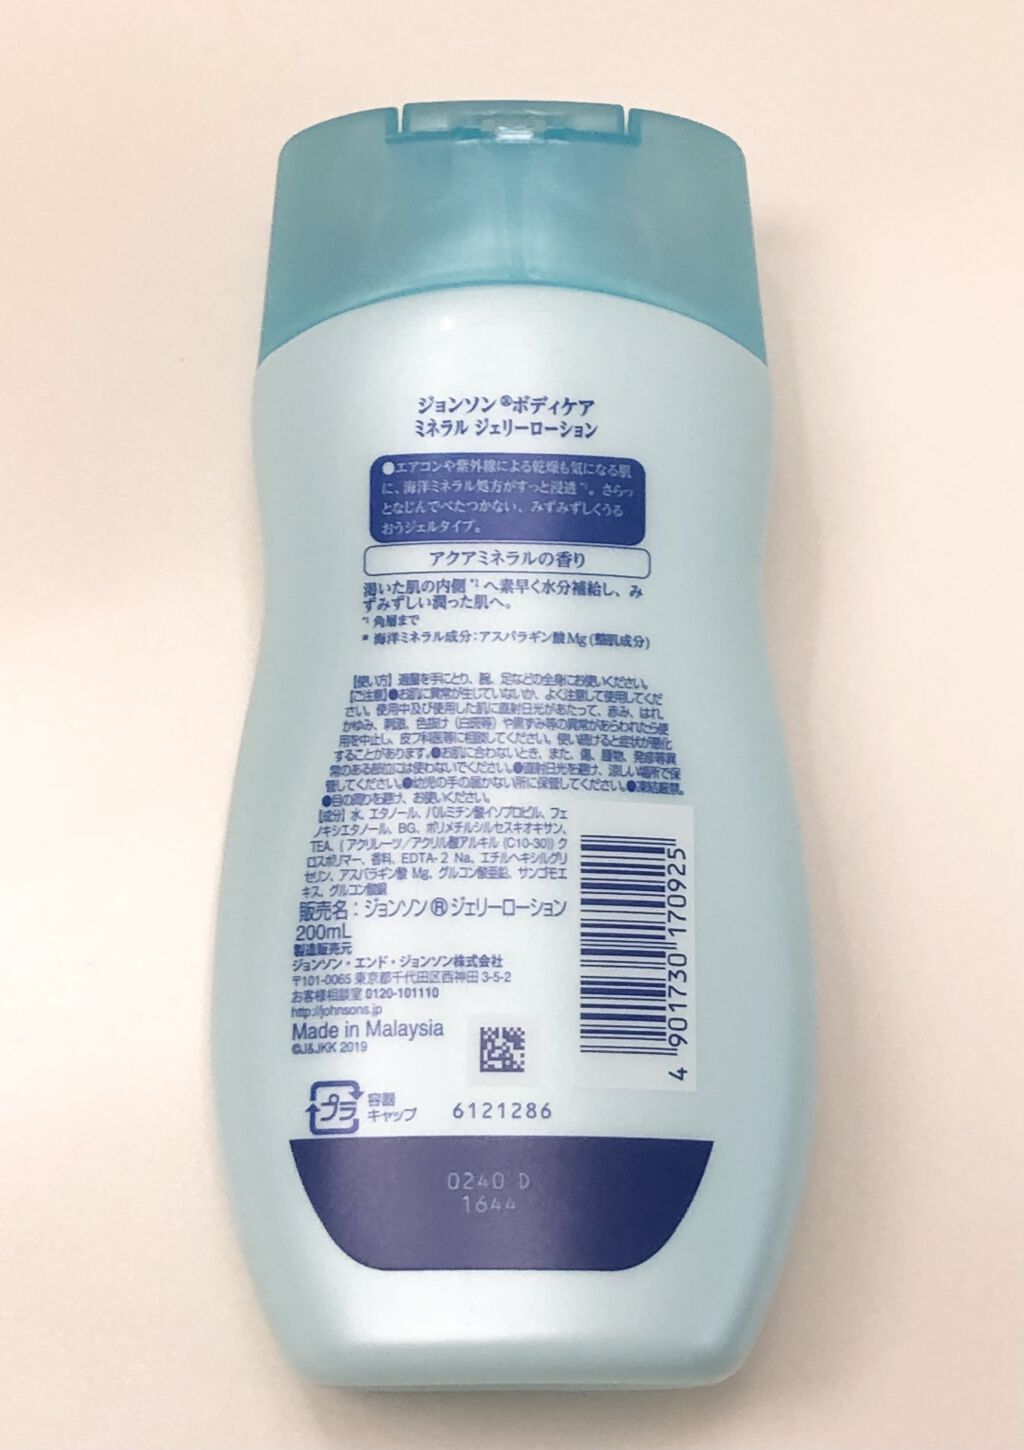 ジョンソン®ボディケア
ミネラル ジェリーローション
●エアコンや紫外線による乾燥も気になる肌
に、海洋ミネラル処方がすっと浸透*1。さらっ
となじんでべたつかない、みずみずしくうる
おうジェルタイプ。
アクアミネラルの香り
渇いた肌の内側*1へ素早く水分補給し、み
ずみずしい潤った肌へ。
*1 角層まで
* 海洋ミネラル成分：アスパラギン酸Mg（整肌成分）
【使い方】適量を手にとり、腕、足などの全身にお使いください。
【ご注意】●お肌に異常が生じていないか、よく注意して使用してくだ
さい。使用中及び使用した肌に直射日光があたって、赤み、はれ、
かゆみ、刺激、色抜け（白斑等）や黒ずみ等の異常があらわれたら使
用を中止し、皮フ科医等に相談してください。使い続けると症状が悪化
することがあります。●お肌に合わないとき、また、傷、腫物、発疹等異
常のある部位には使わないでください。●直射日光を避け、涼しい場所で保
管してください。●幼児の手の届かない所に保管してください。●凍結厳禁。
●目の周りを避け、お使いください。
【成分】水、エタノール、パルミチン酸イソプロピル、フェ
ノキシエタノール、BG、ポリメチルシルセスキオキサン、
TEA、（アクリレーツ／アクリル酸アルキル（C10-30））ク
ロスポリマー、香料、EDTA-2 Na、エチルヘキシルグリ
セリン、アスパラギン酸 Mg、グルコン酸亜鉛、サンゴモエ
キス、グルコン酸銅
販売名：ジョンソン®ジェリーローション
200mL
製造販売元
ジョンソン・エンド・ジョンソン株式会社
〒101-0065 東京都千代田区西神田 3-5-2
お客様相談室 0120-101110
http://johnsons.jp
Made in Malaysia
©J&JKK 2019
プラ
容器
キャップ
6121286
4 901730 170925
0240 D
1644